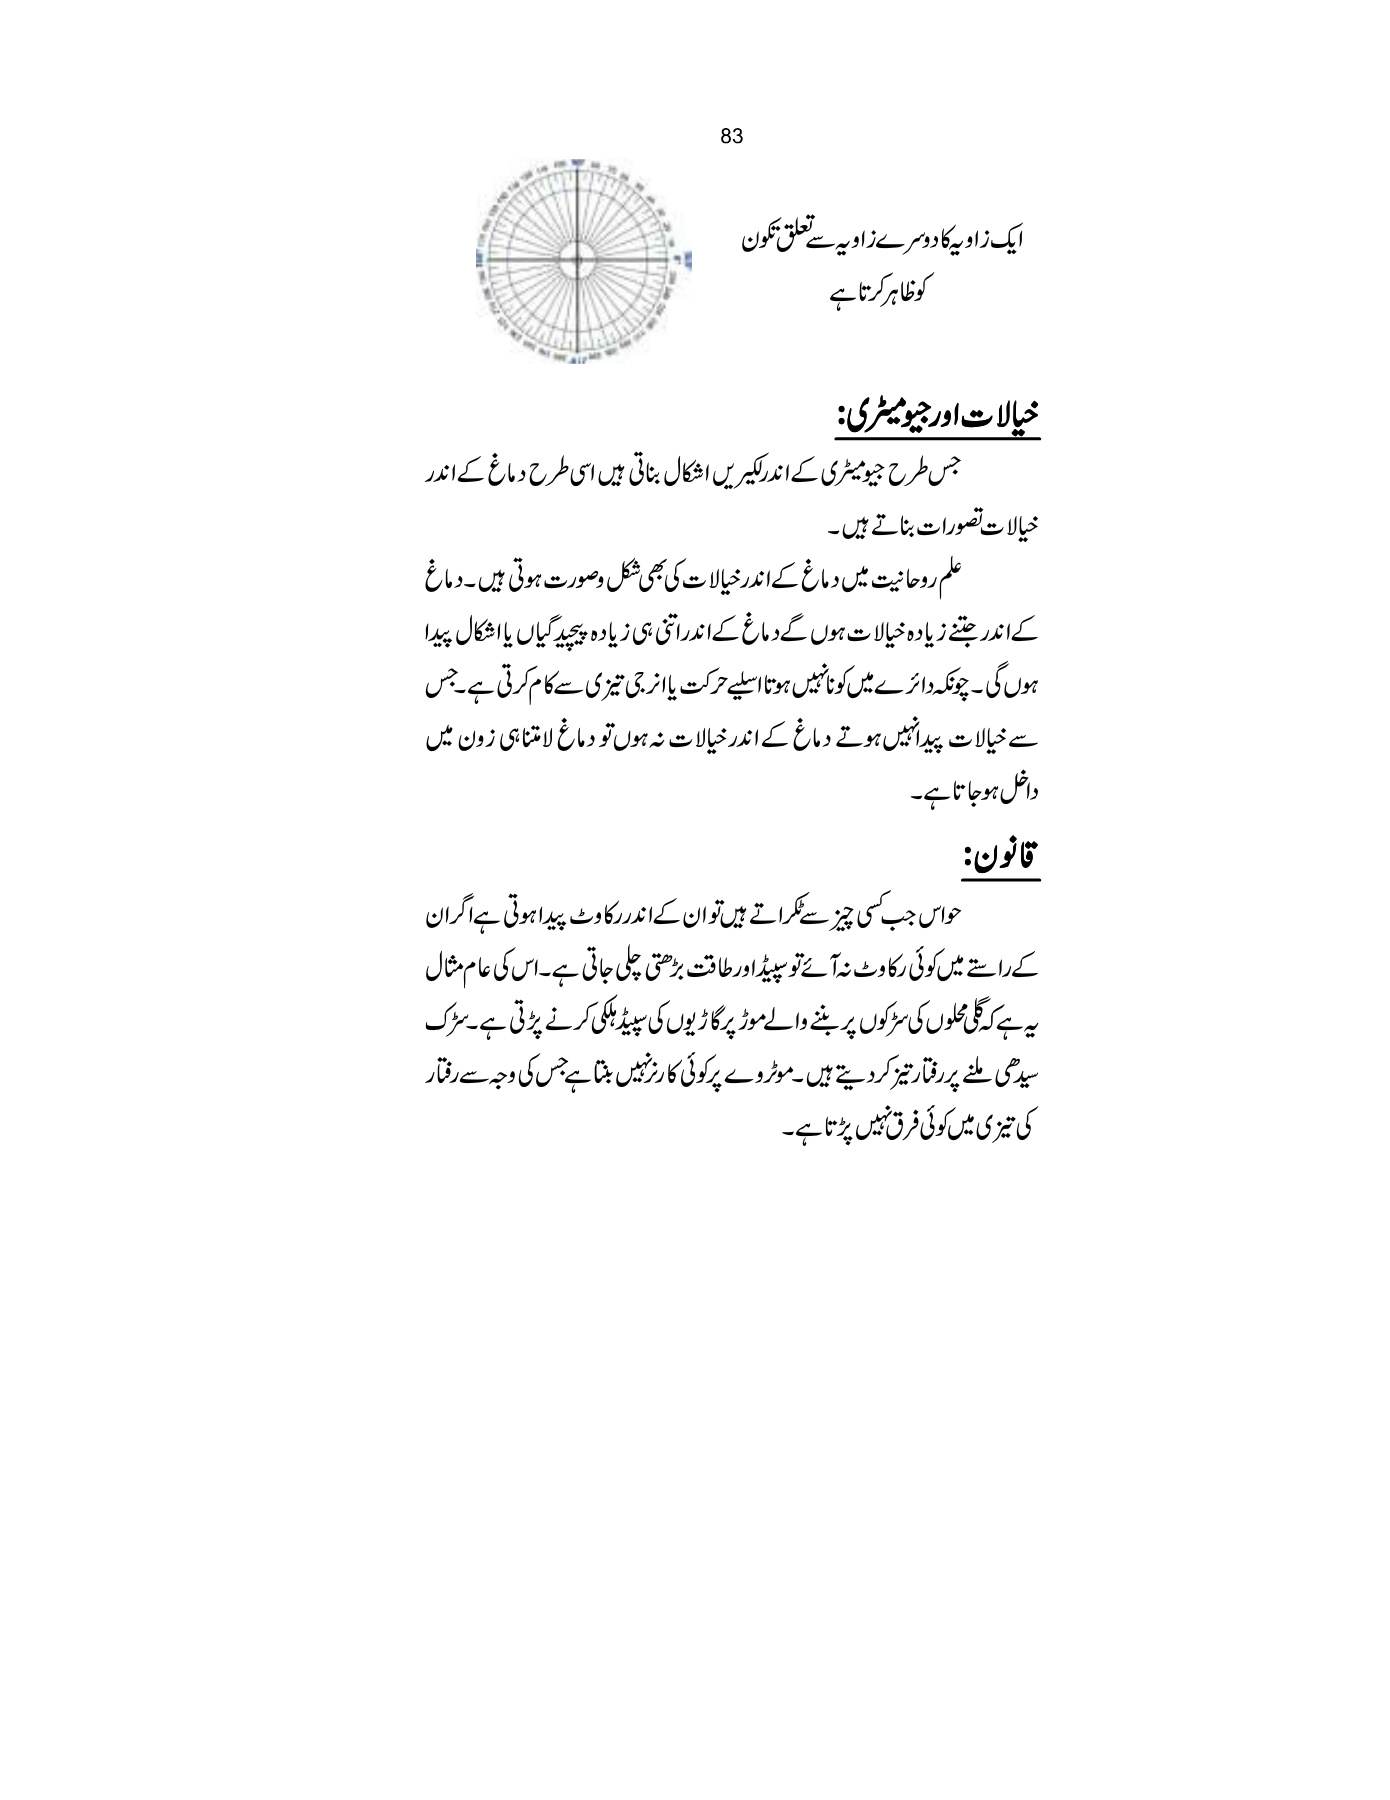 83
ایک زاویہ کا دوسرے زاویہ سے تعلق تکون
کو ظاہر کرتا ہے
خیالات اور جیومیٹری:
جس طرح جیومیٹری کے اندر لکیریں اشکال بناتی ہیں اسی طرح دماغ کے اندر
خیالات تصورات بناتے ہیں۔
علم روحانیت میں دماغ کے اندر خیالات کی بھی شکل وصورت ہوتی ہیں۔ دماغ
کے اندر جتنے زیادہ خیالات ہوں گے دماغ کے اندر اتنی ہی زیادہ پیچیدگیاں یا اشکال پیدا
ہوں گی۔ چونکہ دائرے میں کونا نہیں ہوتا اسلیے حرکت یا انرجی تیزی سے کام کرتی ہے۔ جس
سے خیالات پیدا نہیں ہوتے دماغ کے اندر خیالات نہ ہوں تو دماغ لامتناہی زون میں
داخل ہوجاتا ہے۔
قانون:
حواس جب کسی چیز سے ٹکراتے ہیں تو ان کے اندر رکاوٹ پیدا ہوتی ہے اگر ان
کے راستے میں کوئی رکاوٹ نہ آئے تو سپیڈ اور طاقت بڑھتی چلی جاتی ہے۔ اس کی عام مثال
یہ ہے کہ گلی محلوں کی سڑکوں پر بننے والے موڑ پر گاڑیوں کی سپیڈ ہلکی کرنے پڑتی ہے۔ سڑک
سیدھی ملنے پر رفتار تیز کر دیتے ہیں۔ موٹروے پر کوئی کارنر نہیں بنتا ہے جس کی وجہ سے رفتار
کی تیزی میں کوئی فرق نہیں پڑتا ہے۔